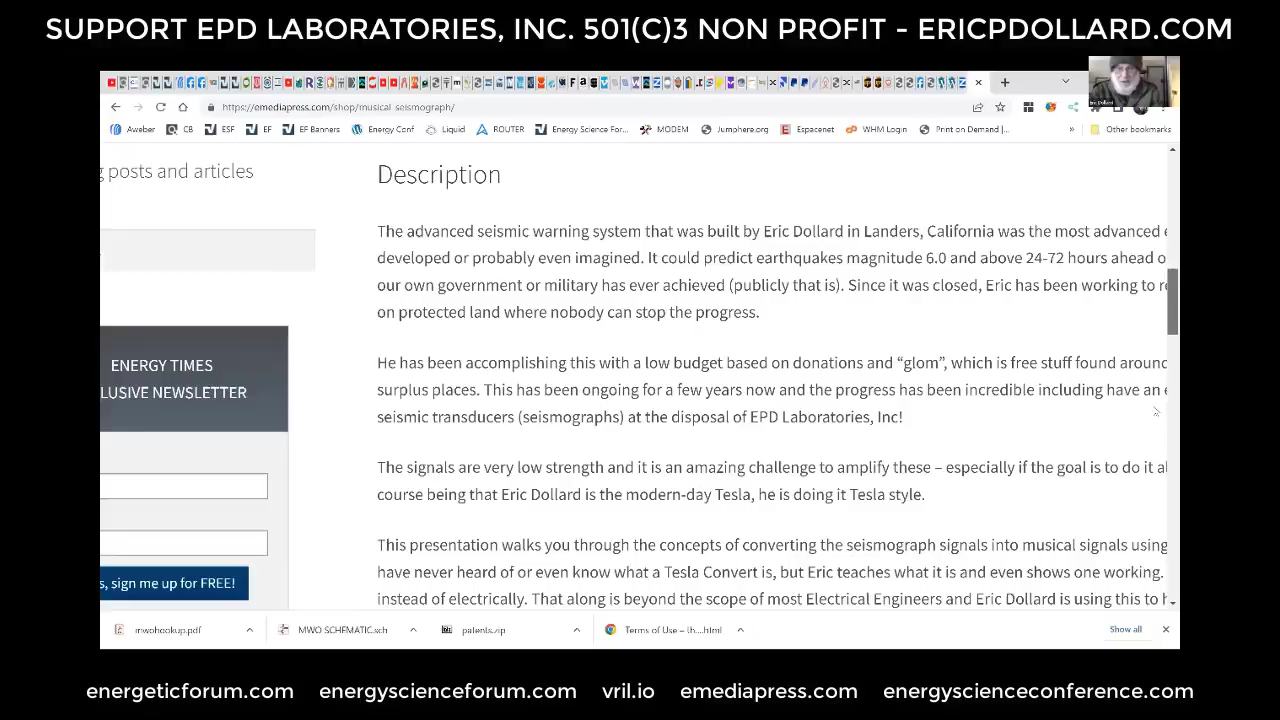 SUPPORT EPD LABORATORIES, INC. 501(C)3 NON PROFIT - ERICPDOLLARD.COM
https://emediapress.com/shop/musical_seismograph/
Aweber CB ESF EF EF Banners Energy Conf Liquid ROUTER Energy Science For... MODEM Jumphere.org Espacenet WHM Login Print on Demand |... » Other bookmarks
Eric Dollard
posts and articles
ENERGY TIMES
LUSIVE NEWSLETTER
s, sign me up for FREE!
Description
The advanced seismic warning system that was built by Eric Dollard in Landers, California was the most advanced
developed or probably even imagined. It could predict earthquakes magnitude 6.0 and above 24-72 hours ahead
our own government or military has ever achieved (publicly that is). Since it was closed, Eric has been working to
on protected land where nobody can stop the progress.
He has been accomplishing this with a low budget based on donations and “glom”, which is free stuff found around
surplus places. This has been ongoing for a few years now and the progress has been incredible including have an
seismic transducers (seismographs) at the disposal of EPD Laboratories, Inc!
The signals are very low strength and it is an amazing challenge to amplify these – especially if the goal is to do it
course being that Eric Dollard is the modern-day Tesla, he is doing it Tesla style.
This presentation walks you through the concepts of converting the seismograph signals into musical signals using
have never heard of or even know what a Tesla Convert is, but Eric teaches what it is and even shows one working.
instead of electrically. That along is beyond the scope of most Electrical Engineers and Eric Dollard is using this to
mwohookup.pdf MWO SCHEMATIC.sch patents.zip Terms of Use – th....html Show all
energeticforum.com energyscienceforum.com vril.io emediapress.com energyscienceconference.com